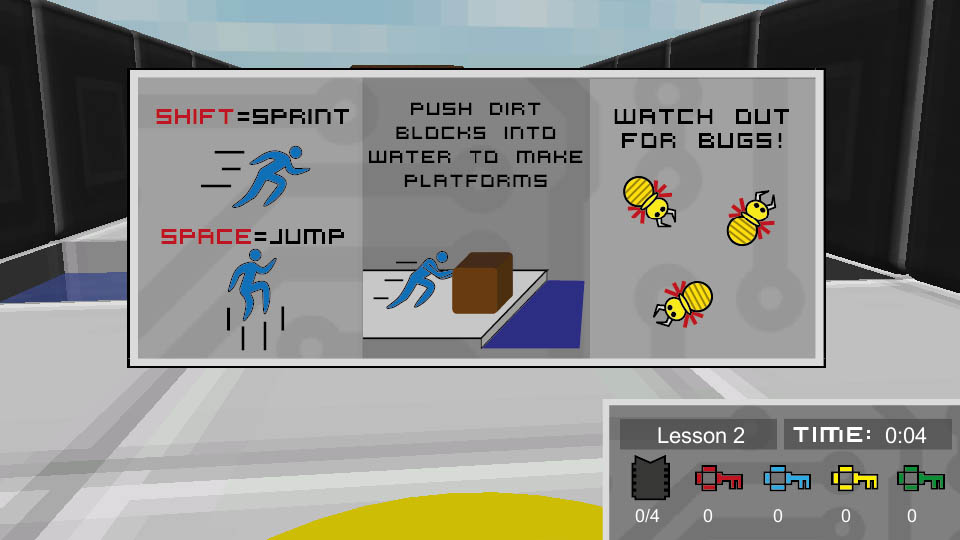 SHIFT=SPRINT
SPACE=JUMP
PUSH DIRT
BLOCKS INTO
WATER TO MAKE
PLATFORMS
WATCH OUT
FOR BUGS!
Lesson 2
TIME: 0:04
0/4 0 0 0 0